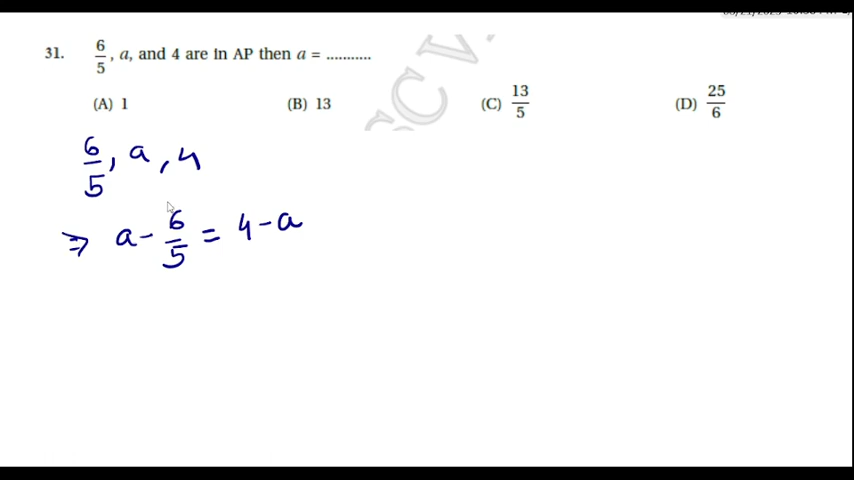 31. 6/5, a, and 4 are in AP then a = ...........
(A) 1 (B) 13 (C) 13/5 (D) 25/6
6/5, a, 4
⇒ a - 6/5 = 4 - a